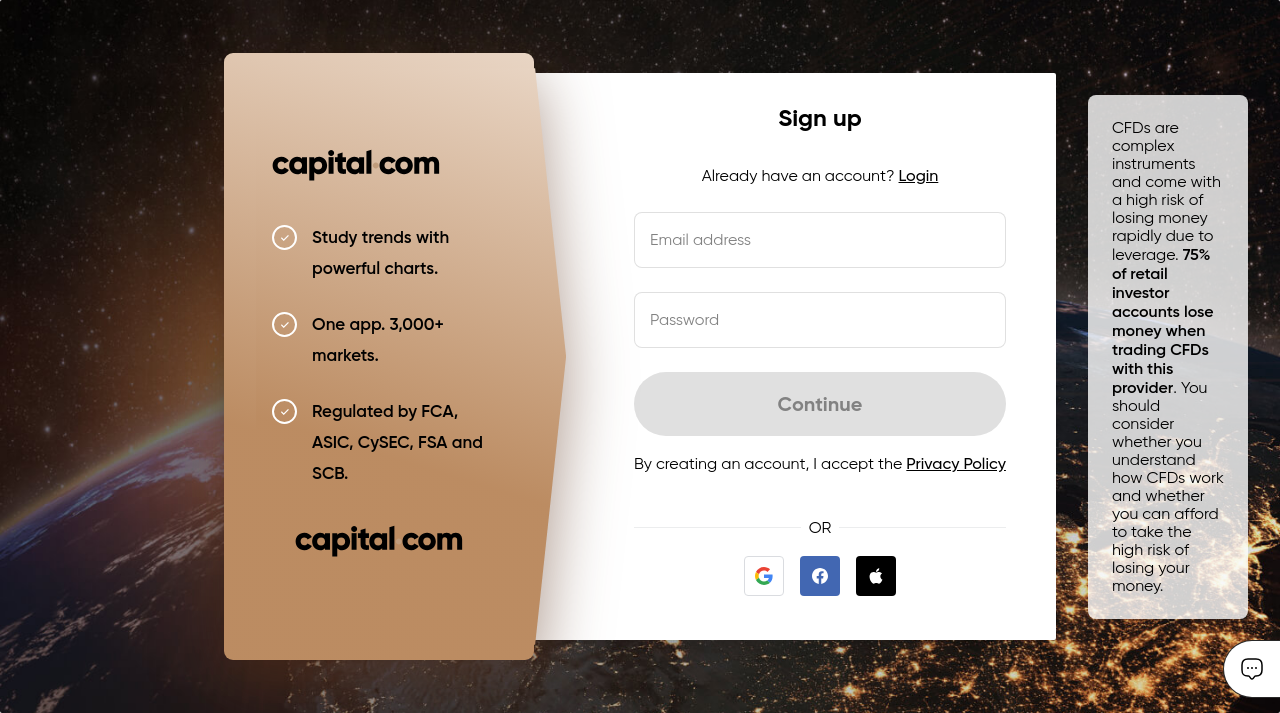 capital com
Study trends with
powerful charts.
One app. 3,000+
markets.
Regulated by FCA,
ASIC, CySEC, FSA and
SCB.
capital com
Sign up
Already have an account? Login
Email address
Password
Continue
By creating an account, I accept the Privacy Policy
OR
CFDs are
complex
instruments
and come with
a high risk of
losing money
rapidly due to
leverage. 75%
of retail
investor
accounts lose
money when
trading CFDs
with this
provider. You
should
consider
whether you
understand
how CFDs work
and whether
you can afford
to take the
high risk of
losing your
money.